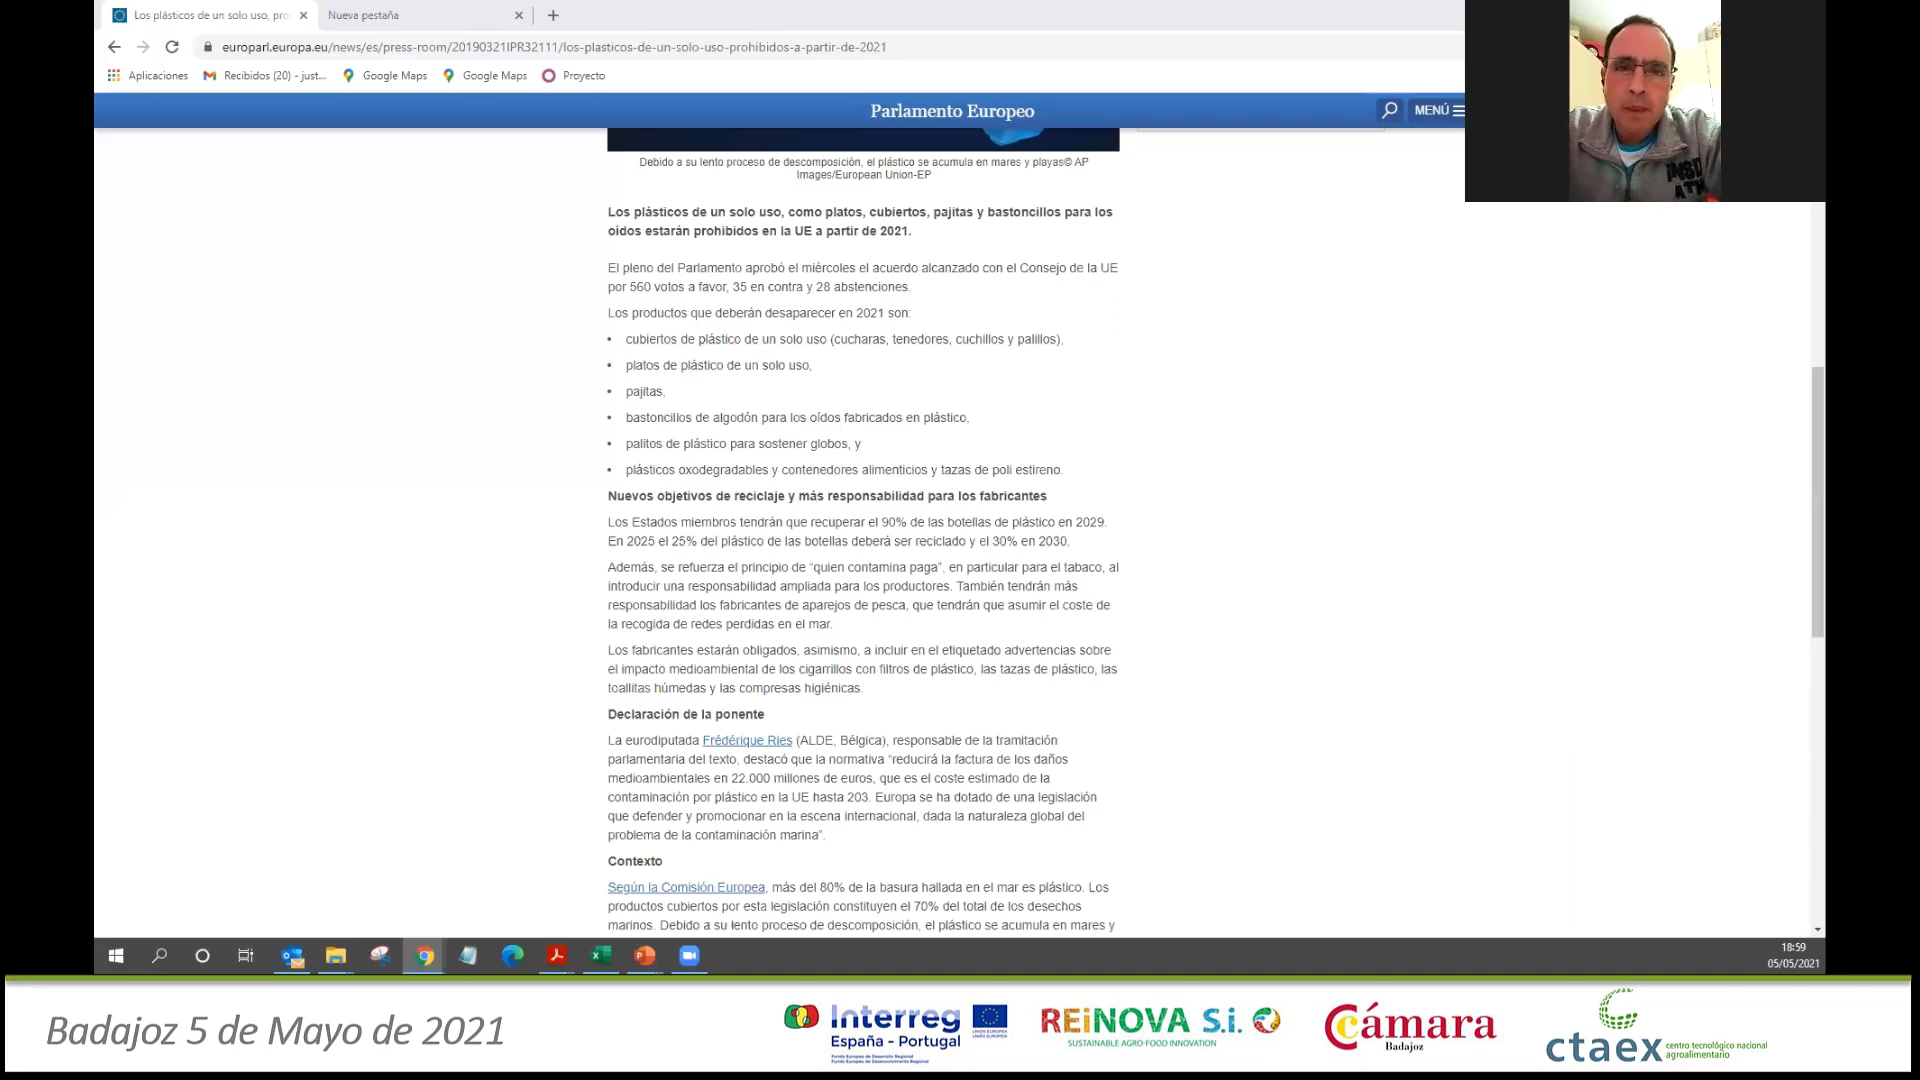 Los plásticos de un solo uso, pro
Nueva pestaña
europarl.europa.eu/news/es/press-room/20190321IPR32111/los-plasticos-de-un-solo-uso-prohibidos-a-partir-de-2021
Aplicaciones
Recibidos (20) - just...
Google Maps
Google Maps
Proyecto
Parlamento Europeo
MENÚ
Debido a su lento proceso de descomposición, el plástico se acumula en mares y playas© AP
Images/European Union-EP
Los plásticos de un solo uso, como platos, cubiertos, pajitas y bastoncillos para los
oídos estarán prohibidos en la UE a partir de 2021.
El pleno del Parlamento aprobó el miércoles el acuerdo alcanzado con el Consejo de la UE
por 560 votos a favor, 35 en contra y 28 abstenciones.
Los productos que deberán desaparecer en 2021 son:
• cubiertos de plástico de un solo uso (cucharas, tenedores, cuchillos y palillos),
• platos de plástico de un solo uso,
• pajitas,
• bastoncillos de algodón para los oídos fabricados en plástico,
• palitos de plástico para sostener globos, y
• plásticos oxodegradables y contenedores alimenticios y tazas de poli estireno.
Nuevos objetivos de reciclaje y más responsabilidad para los fabricantes
Los Estados miembros tendrán que recuperar el 90% de las botellas de plástico en 2029.
En 2025 el 25% del plástico de las botellas deberá ser reciclado y el 30% en 2030.
Además, se refuerza el principio de “quien contamina paga”, en particular para el tabaco, al
introducir una responsabilidad ampliada para los productores. También tendrán más
responsabilidad los fabricantes de aparejos de pesca, que tendrán que asumir el coste de
la recogida de redes perdidas en el mar.
Los fabricantes estarán obligados, asimismo, a incluir en el etiquetado advertencias sobre
el impacto medioambiental de los cigarrillos con filtros de plástico, las tazas de plástico, las
toallitas húmedas y las compresas higiénicas.
Declaración de la ponente
La eurodiputada Frédérique Ries (ALDE, Bélgica), responsable de la tramitación
parlamentaria del texto, destacó que la normativa “reducirá la factura de los daños
medioambientales en 22.000 millones de euros, que es el coste estimado de la
contaminación por plástico en la UE hasta 203. Europa se ha dotado de una legislación
que defender y promocionar en la escena internacional, dada la naturaleza global del
problema de la contaminación marina”.
Contexto
Según la Comisión Europea, más del 80% de la basura hallada en el mar es plástico. Los
productos cubiertos por esta legislación constituyen el 70% del total de los desechos
marinos. Debido a su lento proceso de descomposición, el plástico se acumula en mares y
18:59
05/05/2021
Badajoz 5 de Mayo de 2021
Interreg
España - Portugal
Fondo Europeo de Desarrollo Regional
Fundo Europeu de Desenvolvimento Regional
UNIÓN EUROPEA
UNIÃO EUROPEIA
REiNOVA S.i.
SUSTAINABLE AGRO-FOOD INNOVATION
Cámara
Badajoz
ctaex
centro tecnológico nacional
agroalimentario